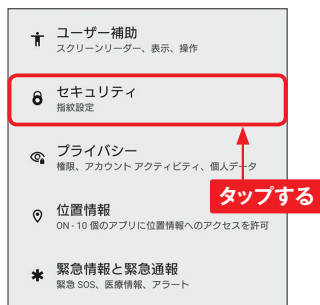 ユーザー補助
スクリーンリーダー、表示、操作
セキュリティ
指紋設定
プライバシー
権限、アカウント アクティビティ、個人データ
タップする
位置情報
ON - 10 個のアプリに位置情報へのアクセスを許可
緊急情報と緊急通報
緊急 SOS、医療情報、アラート